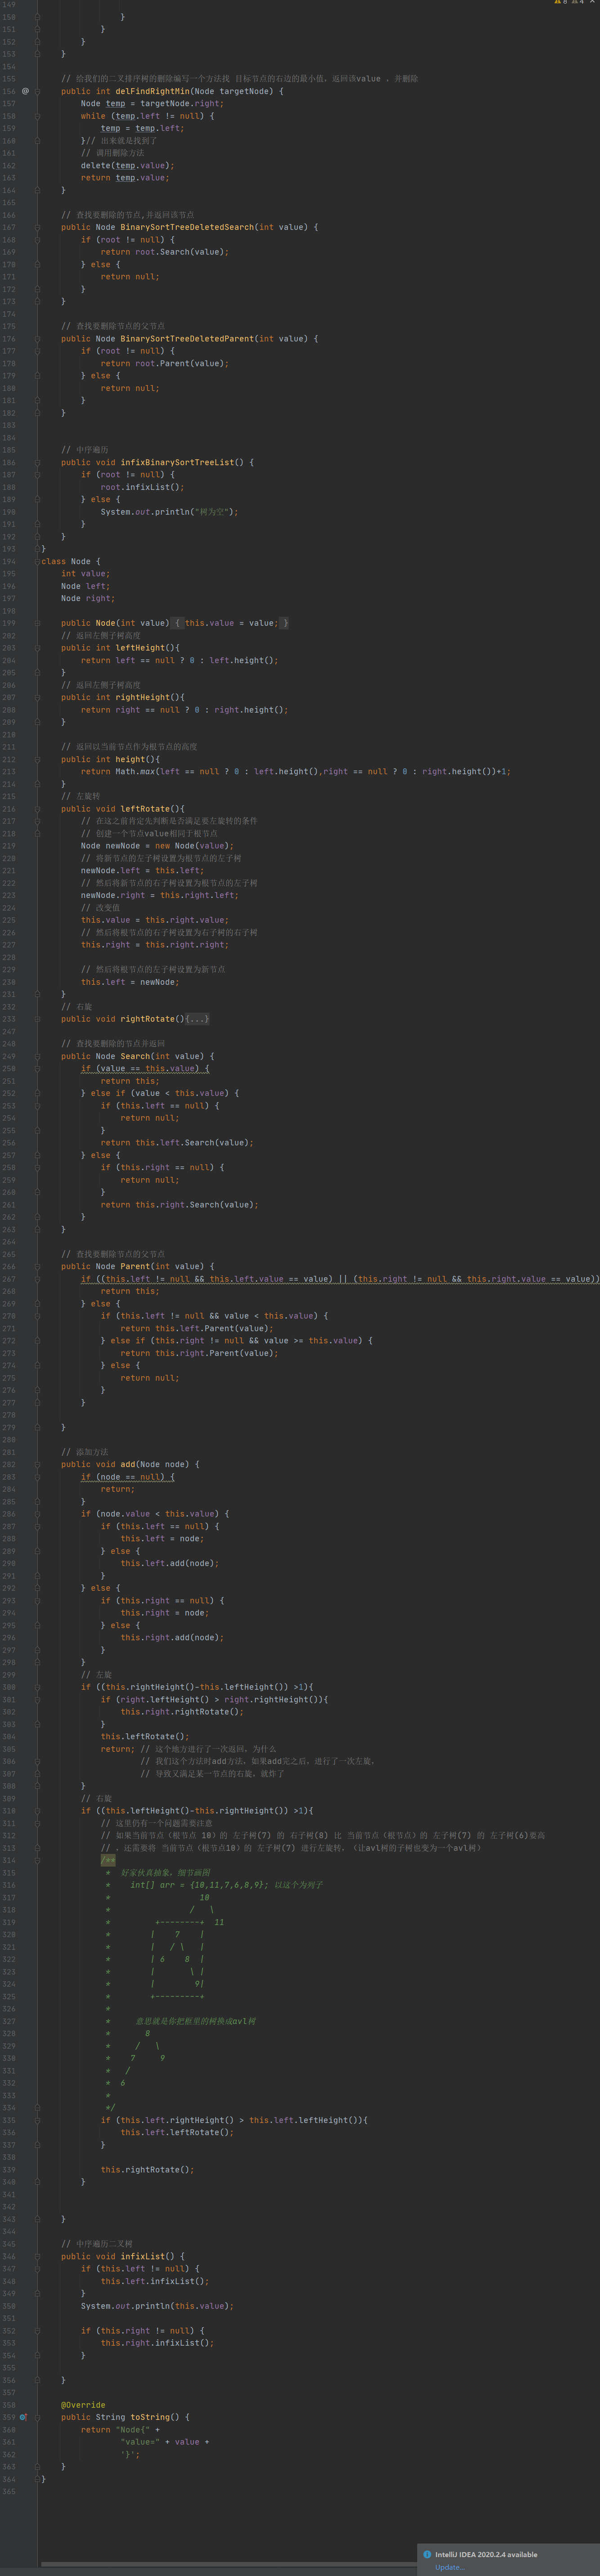 149
150 }
151 }
152 }
153 }
154
155 // 给我们的二叉排序树的删除编写一个方法找 目标节点的右边的最小值，返回该value ，并删除
156 @ public int delFindRightMin(Node targetNode) {
157 Node temp = targetNode.right;
158 while (temp.left != null) {
159 temp = temp.left;
160 }// 出来就是找到了
161 // 调用删除方法
162 delete(temp.value);
163 return temp.value;
164 }
165
166 // 查找要删除的节点,并返回该节点
167 public Node BinarySortTreeDeletedSearch(int value) {
168 if (root != null) {
169 return root.Search(value);
170 } else {
171 return null;
172 }
173 }
174
175 // 查找要删除节点的父节点
176 public Node BinarySortTreeDeletedParent(int value) {
177 if (root != null) {
178 return root.Parent(value);
179 } else {
180 return null;
181 }
182 }
183
184
185 // 中序遍历
186 public void infixBinarySortTreeList() {
187 if (root != null) {
188 root.infixList();
189 } else {
190 System.out.println("树为空");
191 }
192 }
193 }
194 class Node {
195 int value;
196 Node left;
197 Node right;
198
199 public Node(int value) { this.value = value; }
202 // 返回左侧子树高度
203 public int leftHeight(){
204 return left == null ? 0 : left.height();
205 }
206 // 返回左侧子树高度
207 public int rightHeight(){
208 return right == null ? 0 : right.height();
209 }
210
211 // 返回以当前节点作为根节点的高度
212 public int height(){
213 return Math.max(left == null ? 0 : left.height(),right == null ? 0 : right.height())+1;
214 }
215 // 左旋转
216 public void leftRotate(){
217 // 在这之前肯定先判断是否满足要左旋转的条件
218 // 创建一个节点value相同于根节点
219 Node newNode = new Node(value);
220 // 将新节点的左子树设置为根节点的左子树
221 newNode.left = this.left;
222 // 然后将新节点的右子树设置为根节点的左子树
223 newNode.right = this.right.left;
224 // 改变值
225 this.value = this.right.value;
226 // 然后将根节点的右子树设置为右子树的右子树
227 this.right = this.right.right;
228
229 // 然后将根节点的左子树设置为新节点
230 this.left = newNode;
231 }
232 // 右旋
233 public void rightRotate(){...}
247
248 // 查找要删除的节点并返回
249 public Node Search(int value) {
250 if (value == this.value) {
251 return this;
252 } else if (value < this.value) {
253 if (this.left == null) {
254 return null;
255 }
256 return this.left.Search(value);
257 } else {
258 if (this.right == null) {
259 return null;
260 }
261 return this.right.Search(value);
262 }
263 }
264
265 // 查找要删除节点的父节点
266 public Node Parent(int value) {
267 if ((this.left != null && this.left.value == value) || (this.right != null && this.right.value == value))
268 return this;
269 } else {
270 if (this.left != null && value < this.value) {
271 return this.left.Parent(value);
272 } else if (this.right != null && value >= this.value) {
273 return this.right.Parent(value);
274 } else {
275 return null;
276 }
277 }
278
279 }
280
281 // 添加方法
282 public void add(Node node) {
283 if (node == null) {
284 return;
285 }
286 if (node.value < this.value) {
287 if (this.left == null) {
288 this.left = node;
289 } else {
290 this.left.add(node);
291 }
292 } else {
293 if (this.right == null) {
294 this.right = node;
295 } else {
296 this.right.add(node);
297 }
298 }
299 // 左旋
300 if ((this.rightHeight()-this.leftHeight()) >1){
301 if (right.leftHeight() > right.rightHeight()){
302 this.right.rightRotate();
303 }
304 this.leftRotate();
305 return; // 这个地方进行了一次返回，为什么
306 // 我们这个方法时add方法，如果add完之后，进行了一次左旋，
307 // 导致又满足某一节点的右旋，就炸了
308 }
309 // 右旋
310 if ((this.leftHeight()-this.rightHeight()) >1){
311 // 这里仍有一个问题需要注意
312 // 如果当前节点（根节点 10）的 左子树(7) 的 右子树(8) 比 当前节点（根节点）的 左子树(7) 的 左子树(6)要高
313 // ，还需要将 当前节点（根节点10）的 左子树(7) 进行左旋转，（让avl树的子树也变为一个avl树）
314 /**
315 * 好家伙真抽象，细节画图
316 * int[] arr = {10,11,7,6,8,9}; 以这个为列子
317 * 10
318 * / \
319 * +--------+ 11
320 * | 7 |
321 * | / \ |
322 * | 6 8 |
323 * | \ |
324 * | 9|
325 * +---------+
326 *
327 * 意思就是你把框里的树换成avl树
328 * 8
329 * / \
330 * 7 9
331 * /
332 * 6
333 *
334 */
335 if (this.left.rightHeight() > this.left.leftHeight()){
336 this.left.leftRotate();
337 }
338
339 this.rightRotate();
340 }
341
342
343 }
344
345 // 中序遍历二叉树
346 public void infixList() {
347 if (this.left != null) {
348 this.left.infixList();
349 }
350 System.out.println(this.value);
351
352 if (this.right != null) {
353 this.right.infixList();
354 }
355
356 }
357
358 @Override
359 public String toString() {
360 return "Node{" +
361 "value=" + value +
362 '}';
363 }
364 }
365
IntelliJ IDEA 2020.2.4 available
Update...